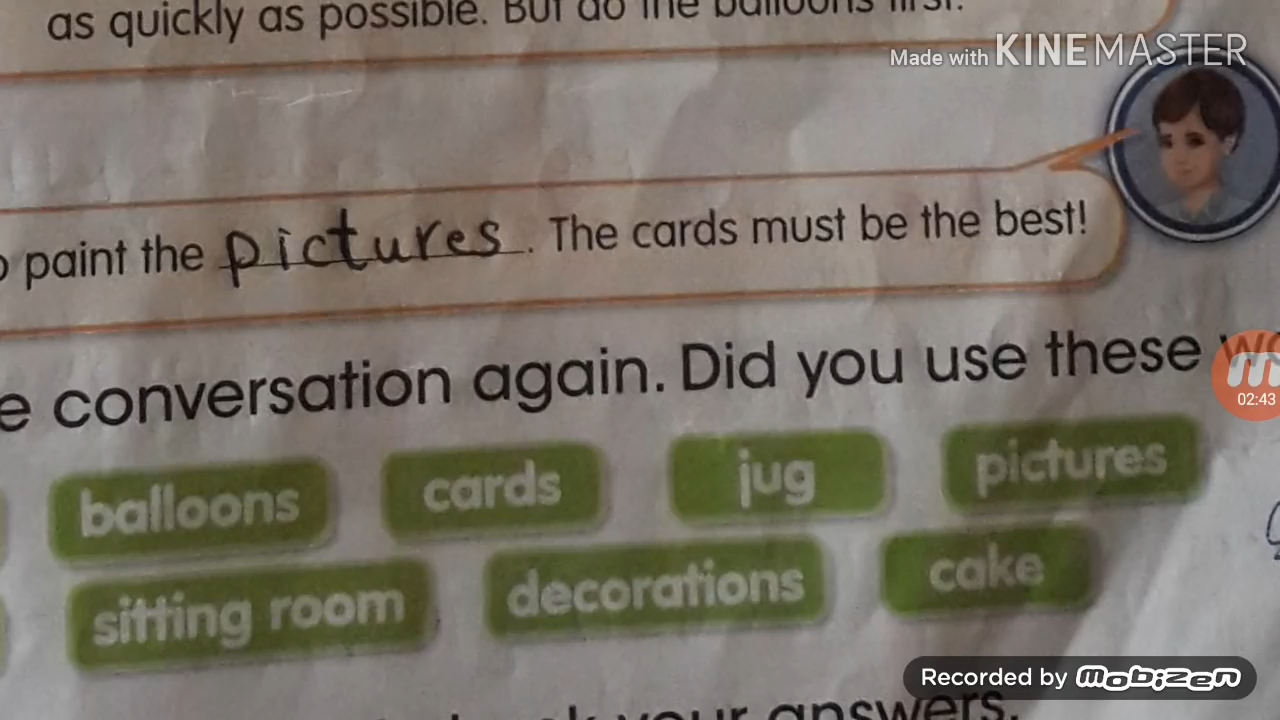 as quickly as possible. But do the balloons first.
Made with KINEMASTER
paint the pictures. The cards must be the best!
e conversation again. Did you use these
02:43
balloons cards jug pictures
sitting room decorations cake
Recorded by Mobizen
your answers.